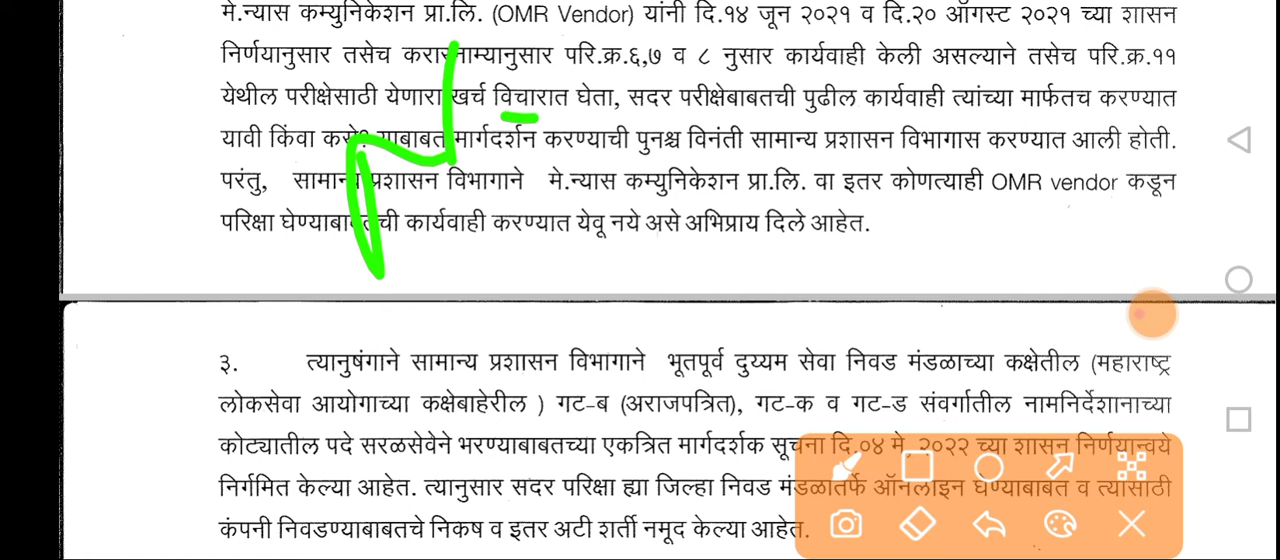 मे.न्यास कम्युनिकेशन प्रा.लि. (OMR Vendor) यांनी दि.१४ जून २०२१ व दि.२० ऑगस्ट २०२१ च्या शासन
निर्णयानुसार तसेच करारनाम्यानुसार परि.क्र.६,७ व ८ नुसार कार्यवाही केली असल्याने तसेच परि.क्र.११
येथील परीक्षेसाठी येणारा खर्च विचारात घेता, सदर परीक्षेबाबतची पुढील कार्यवाही त्यांच्या मार्फतच करण्यात
यावी किंवा कसे? याबाबत मार्गदर्शन करण्याची पुनश्च विनंती सामान्य प्रशासन विभागास करण्यात आली होती.
परंतु, सामान्य प्रशासन विभागाने मे.न्यास कम्युनिकेशन प्रा.लि. वा इतर कोणत्याही OMR vendor कडून
परिक्षा घेण्याबाबतची कार्यवाही करण्यात येवू नये असे अभिप्राय दिले आहेत.
३. त्यानुषंगाने सामान्य प्रशासन विभागाने भूतपूर्व दुय्यम सेवा निवड मंडळाच्या कक्षेतील (महाराष्ट्र
लोकसेवा आयोगाच्या कक्षेबाहेरील ) गट-ब (अराजपत्रित), गट-क व गट-ड संवर्गातील नामनिर्देशानाच्या
कोट्यातील पदे सरळसेवेने भरण्याबाबतच्या एकत्रित मार्गदर्शक सूचना दि.०४ मे, २०२२ च्या शासन निर्णयान्वये
निर्गमित केल्या आहेत. त्यानुसार सदर परिक्षा ह्या जिल्हा निवड मंडळातर्फे ऑनलाइन घेण्याबाबत व त्यासाठी
कंपनी निवडण्याबाबतचे निकष व इतर अटी शर्ती नमूद केल्या आहेत.